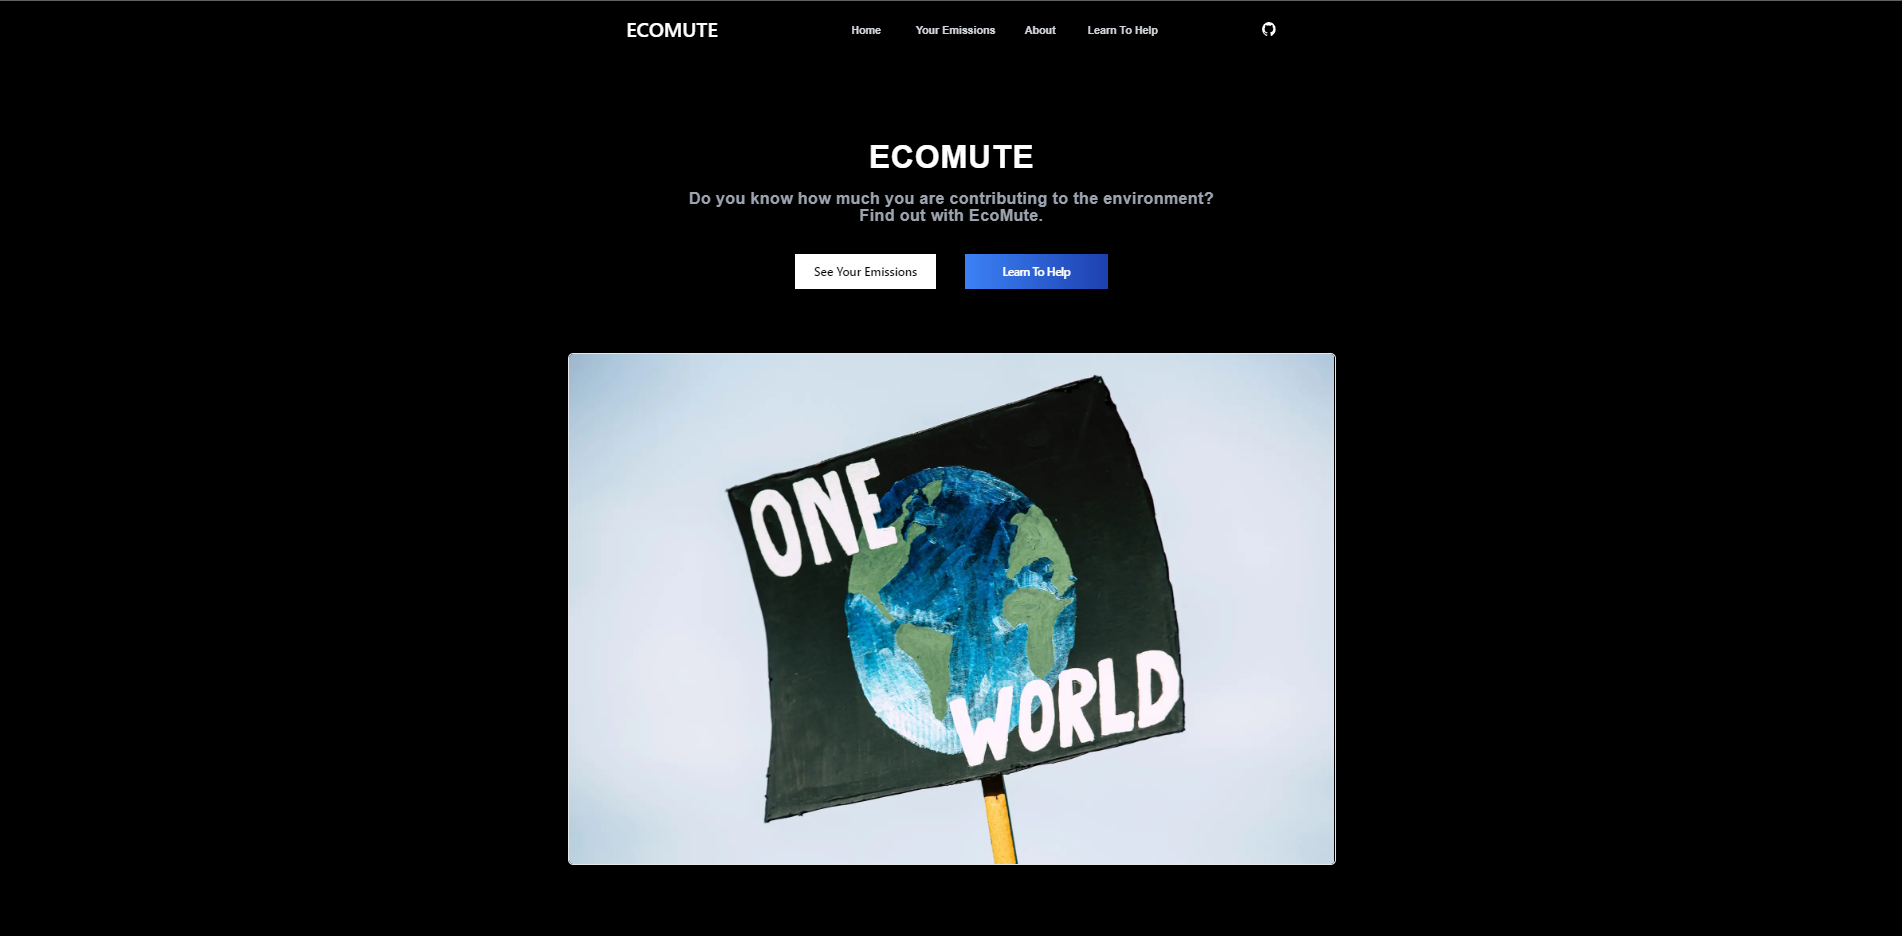 ECOMUTE
Home
Your Emissions
About
Learn To Help
ECOMUTE
Do you know how much you are contributing to the environment?
Find out with EcoMute.
See Your Emissions
Learn To Help
ONE
WORLD